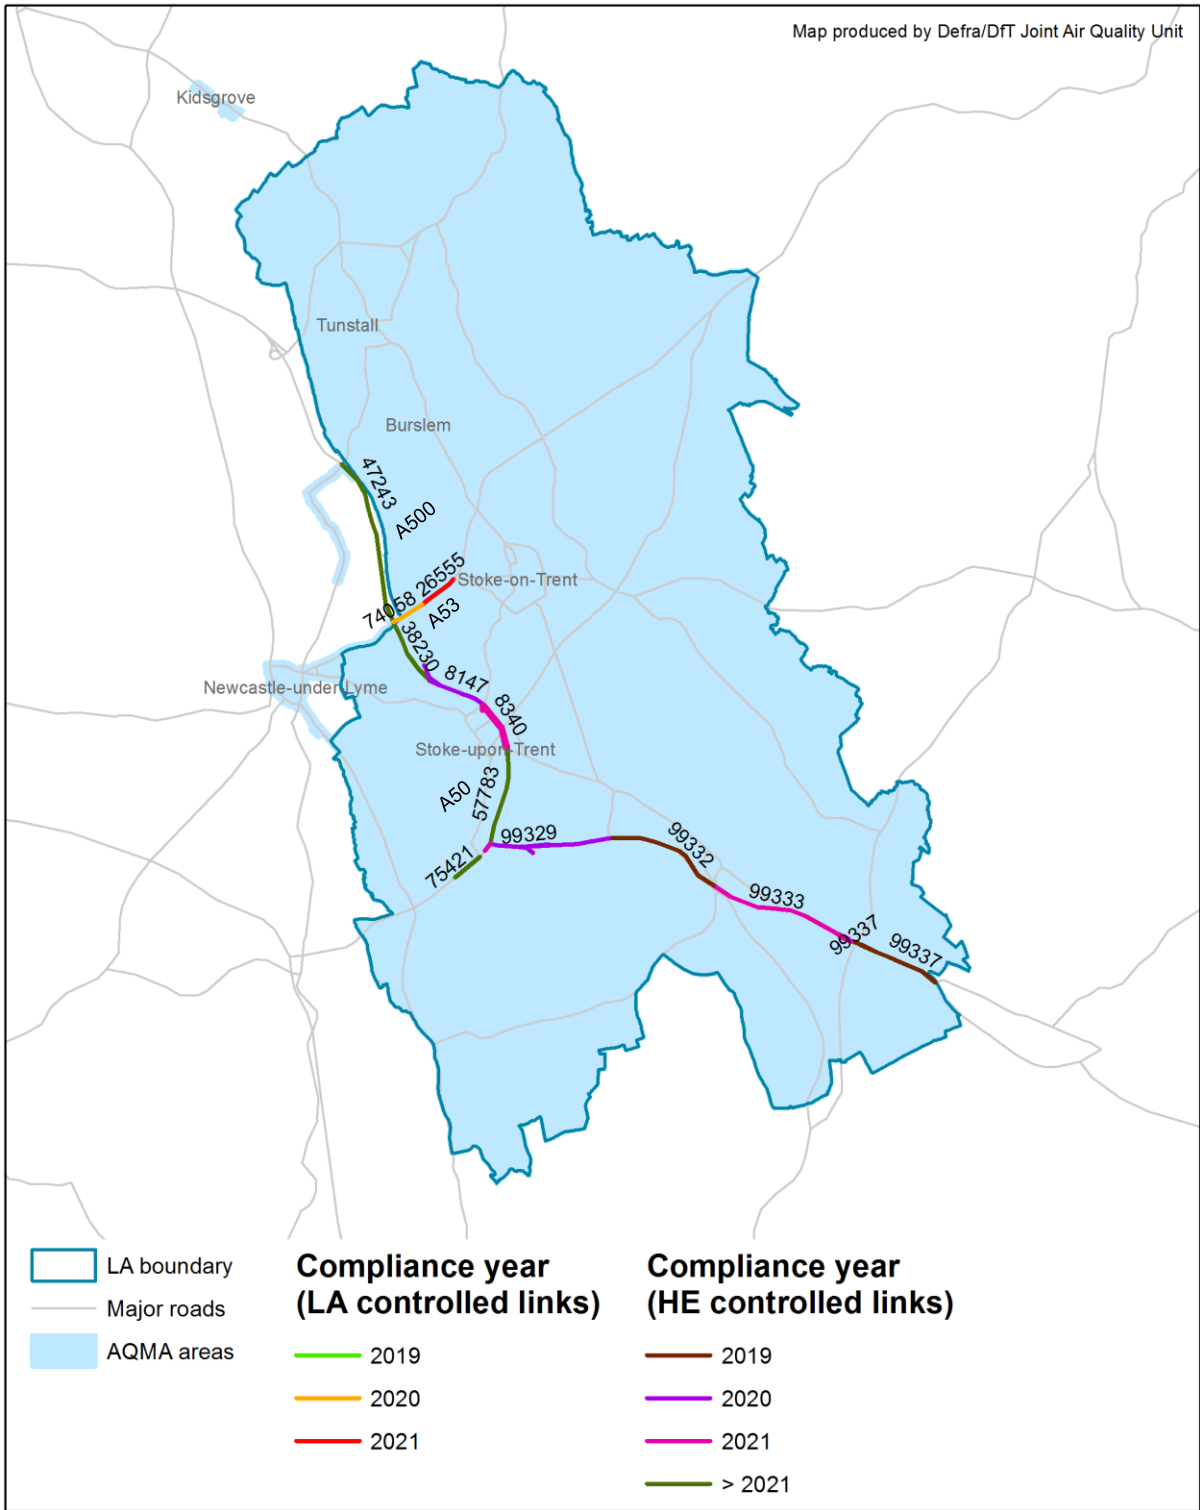 Map produced by Defra/DfT Joint Air Quality Unit
Kidsgrove
Tunstall
Burslem
47243
A500
26555
Stoke-on-Trent
74058
A53
38230
Newcastle-under-Lyme
8147
8340
Stoke-upon-Trent
A50
57783
99329
99332
75421
99333
99337
99337
LA boundary
Major roads
AQMA areas
Compliance year
(LA controlled links)
2019
2020
2021
Compliance year
(HE controlled links)
2019
2020
2021
> 2021